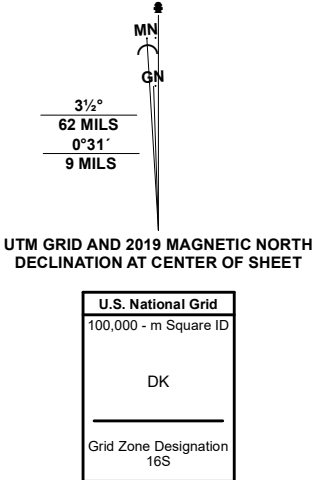 MN
GN
3½°
62 MILS
0°31´
9 MILS
UTM GRID AND 2019 MAGNETIC NORTH
DECLINATION AT CENTER OF SHEET
U.S. National Grid
100,000 - m Square ID
DK
Grid Zone Designation
16S